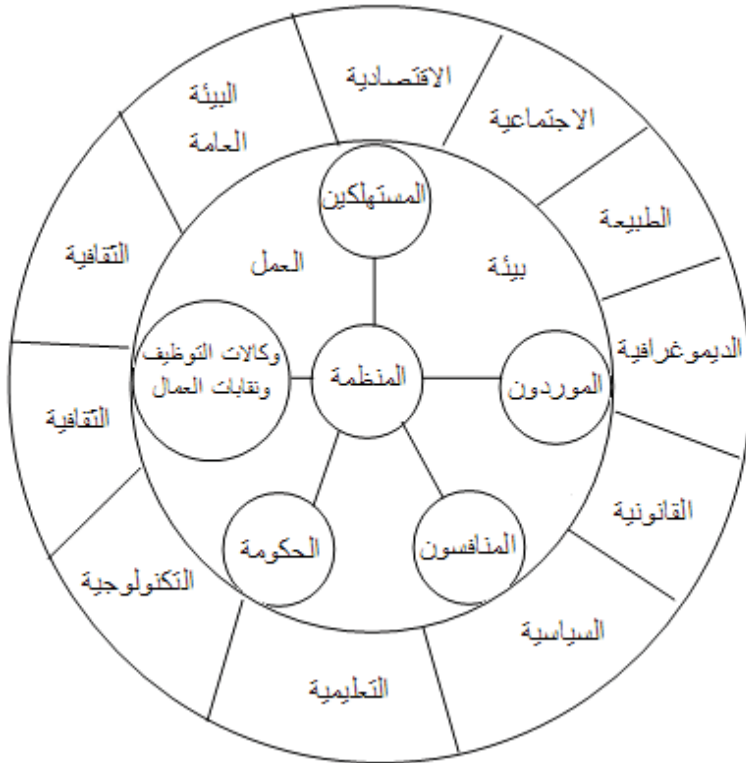 الاقتصادية
البيئة
العامة
الاجتماعية
المستهلكين
الطبيعة
الثقافية
العمل
بيئة
الديموغرافية
وكالات التوظيف
ونقابات العمال
المنظمة
الموردون
الثقافية
القانونية
الحكومة
المنافسون
التكنولوجية
السياسية
التعليمية